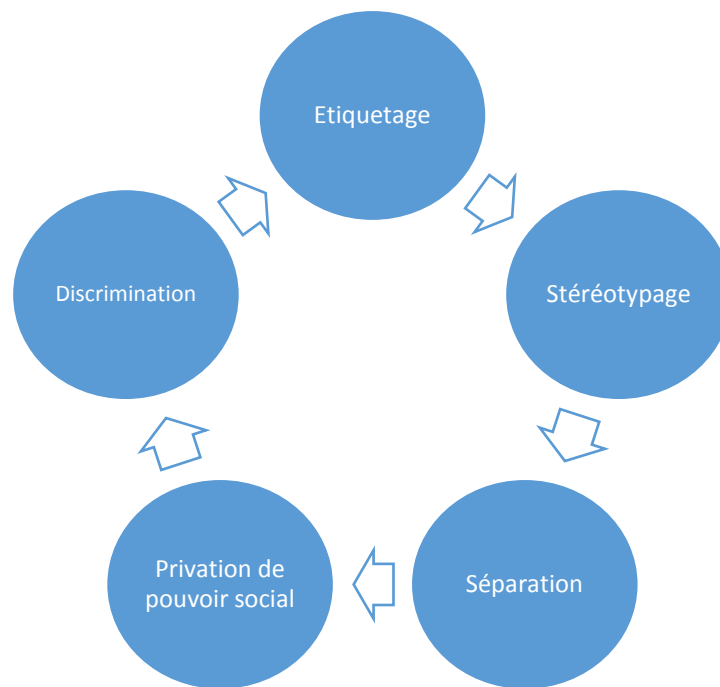 Etiquetage
Stéréotypage
Séparation
Privation de
pouvoir social
Discrimination